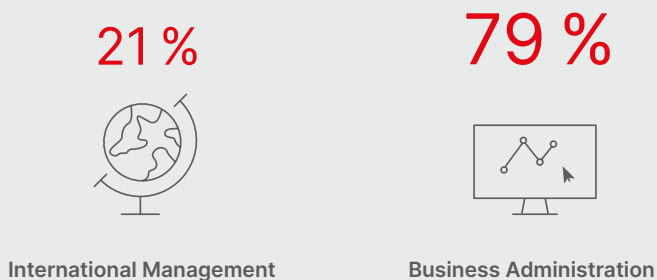 21 %
79 %
International Management
Business Administration